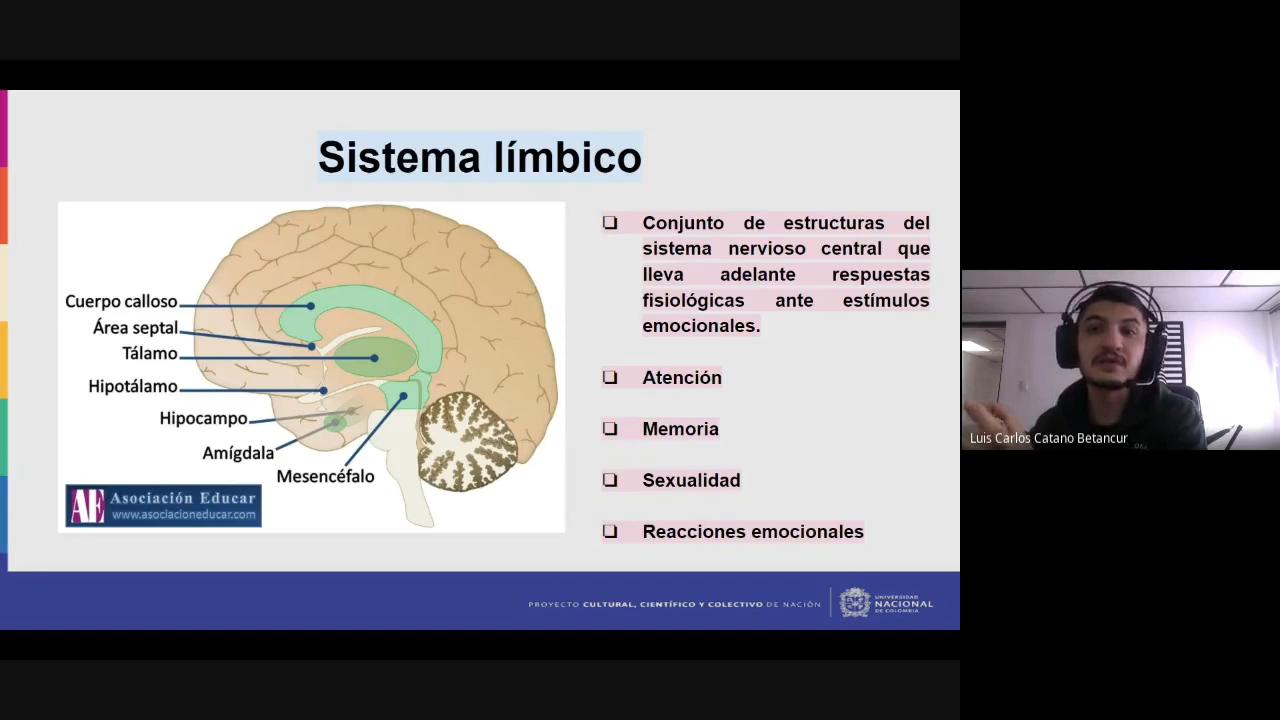 Sistema límbico
Cuerpo calloso
Área septal
Tálamo
Hipotálamo
Hipocampo
Amígdala
Mesencéfalo
AE
Asociación Educar
www.asociacioneducar.com
❑ Conjunto de estructuras del
sistema nervioso central que
lleva adelante respuestas
fisiológicas ante estímulos
emocionales.
❑ Atención
❑ Memoria
❑ Sexualidad
❑ Reacciones emocionales
PROYECTO CULTURAL, CIENTÍFICO Y COLECTIVO DE NACIÓN
UNIVERSIDAD
NACIONAL
DE COLOMBIA
Luis Carlos Catano Betancur